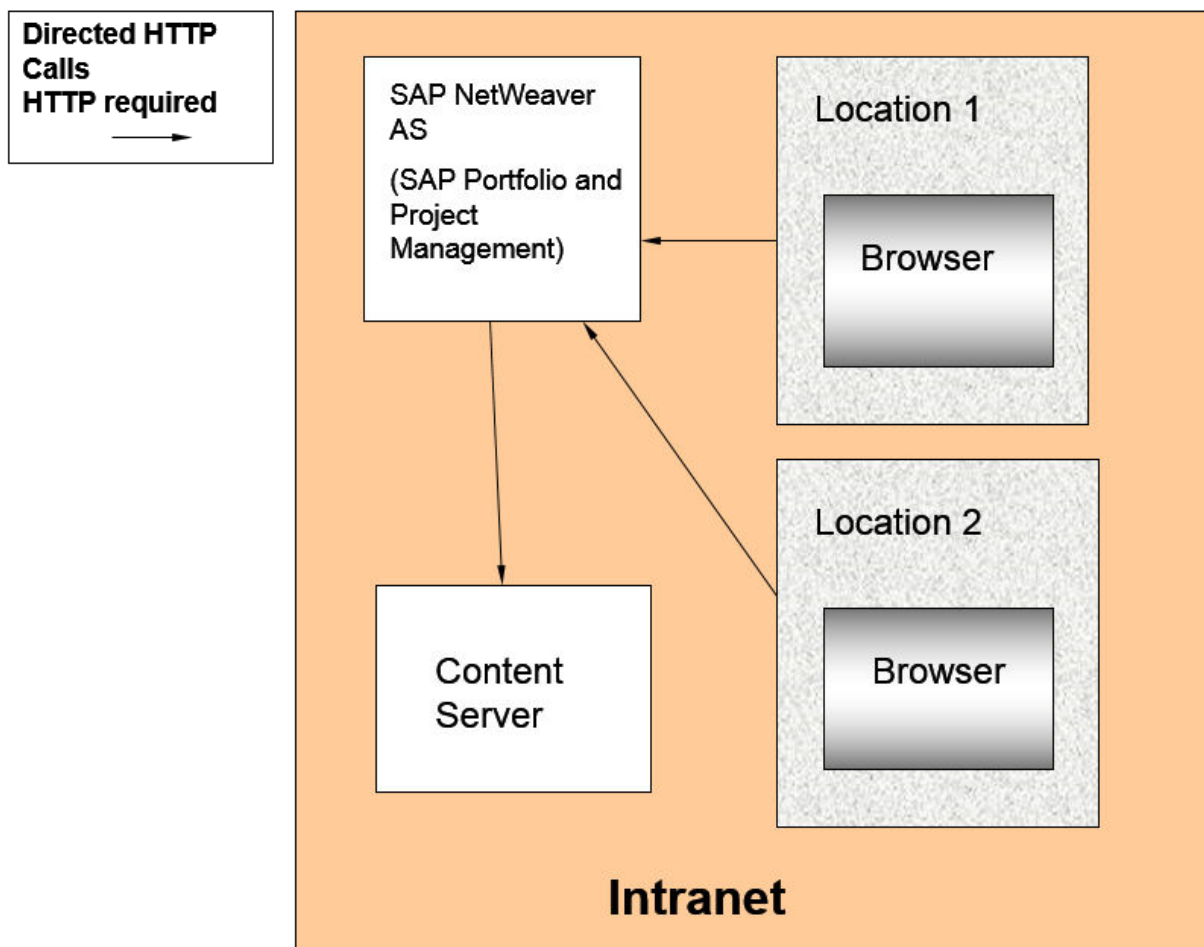 Directed HTTP
Calls
HTTP required
SAP NetWeaver
AS
(SAP Portfolio and
Project
Management)
Location 1
Browser
Location 2
Browser
Content
Server
Intranet